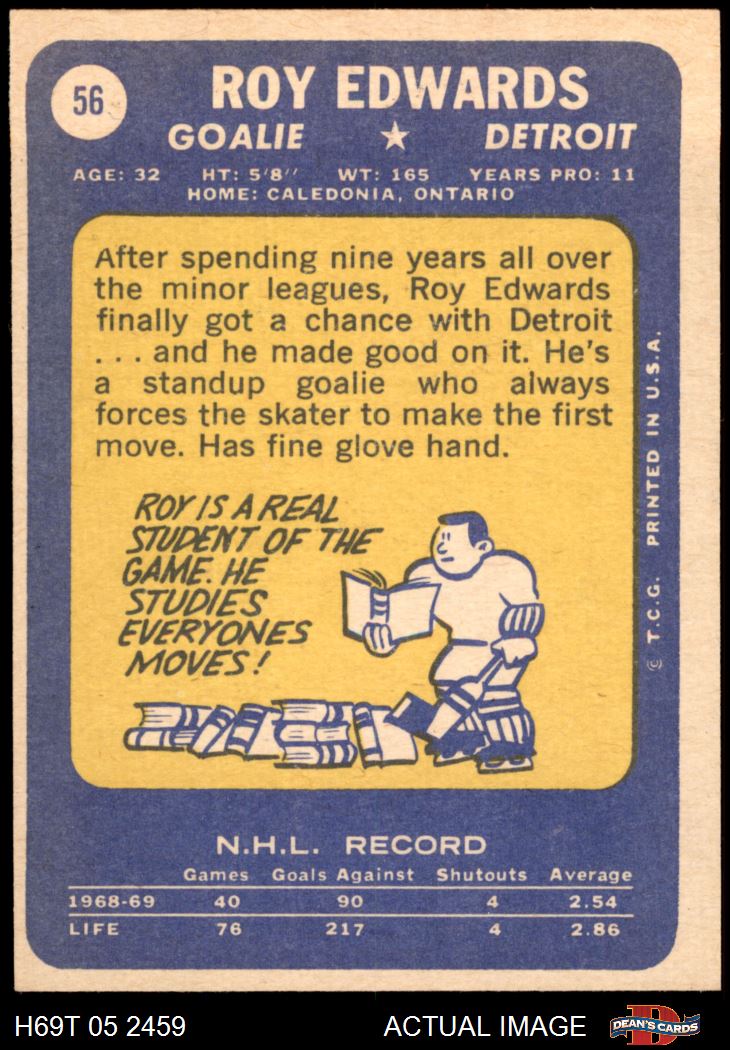 56
ROY EDWARDS
GOALIE ★ DETROIT
AGE: 32 HT: 5'8'' WT: 165 YEARS PRO: 11
HOME: CALEDONIA, ONTARIO
After spending nine years all over
the minor leagues, Roy Edwards
finally got a chance with Detroit
. . . and he made good on it. He's
a standup goalie who always
forces the skater to make the first
move. Has fine glove hand.
ROY IS A REAL
STUDENT OF THE
GAME. HE
STUDIES
EVERYONES
MOVES!
© T.C.G. PRINTED IN U.S.A.
N.H.L. RECORD
Games Goals Against Shutouts Average
1968-69 40 90 4 2.54
LIFE 76 217 4 2.86
H69T 05 2459 ACTUAL IMAGE
D
DEAN'S CARDS